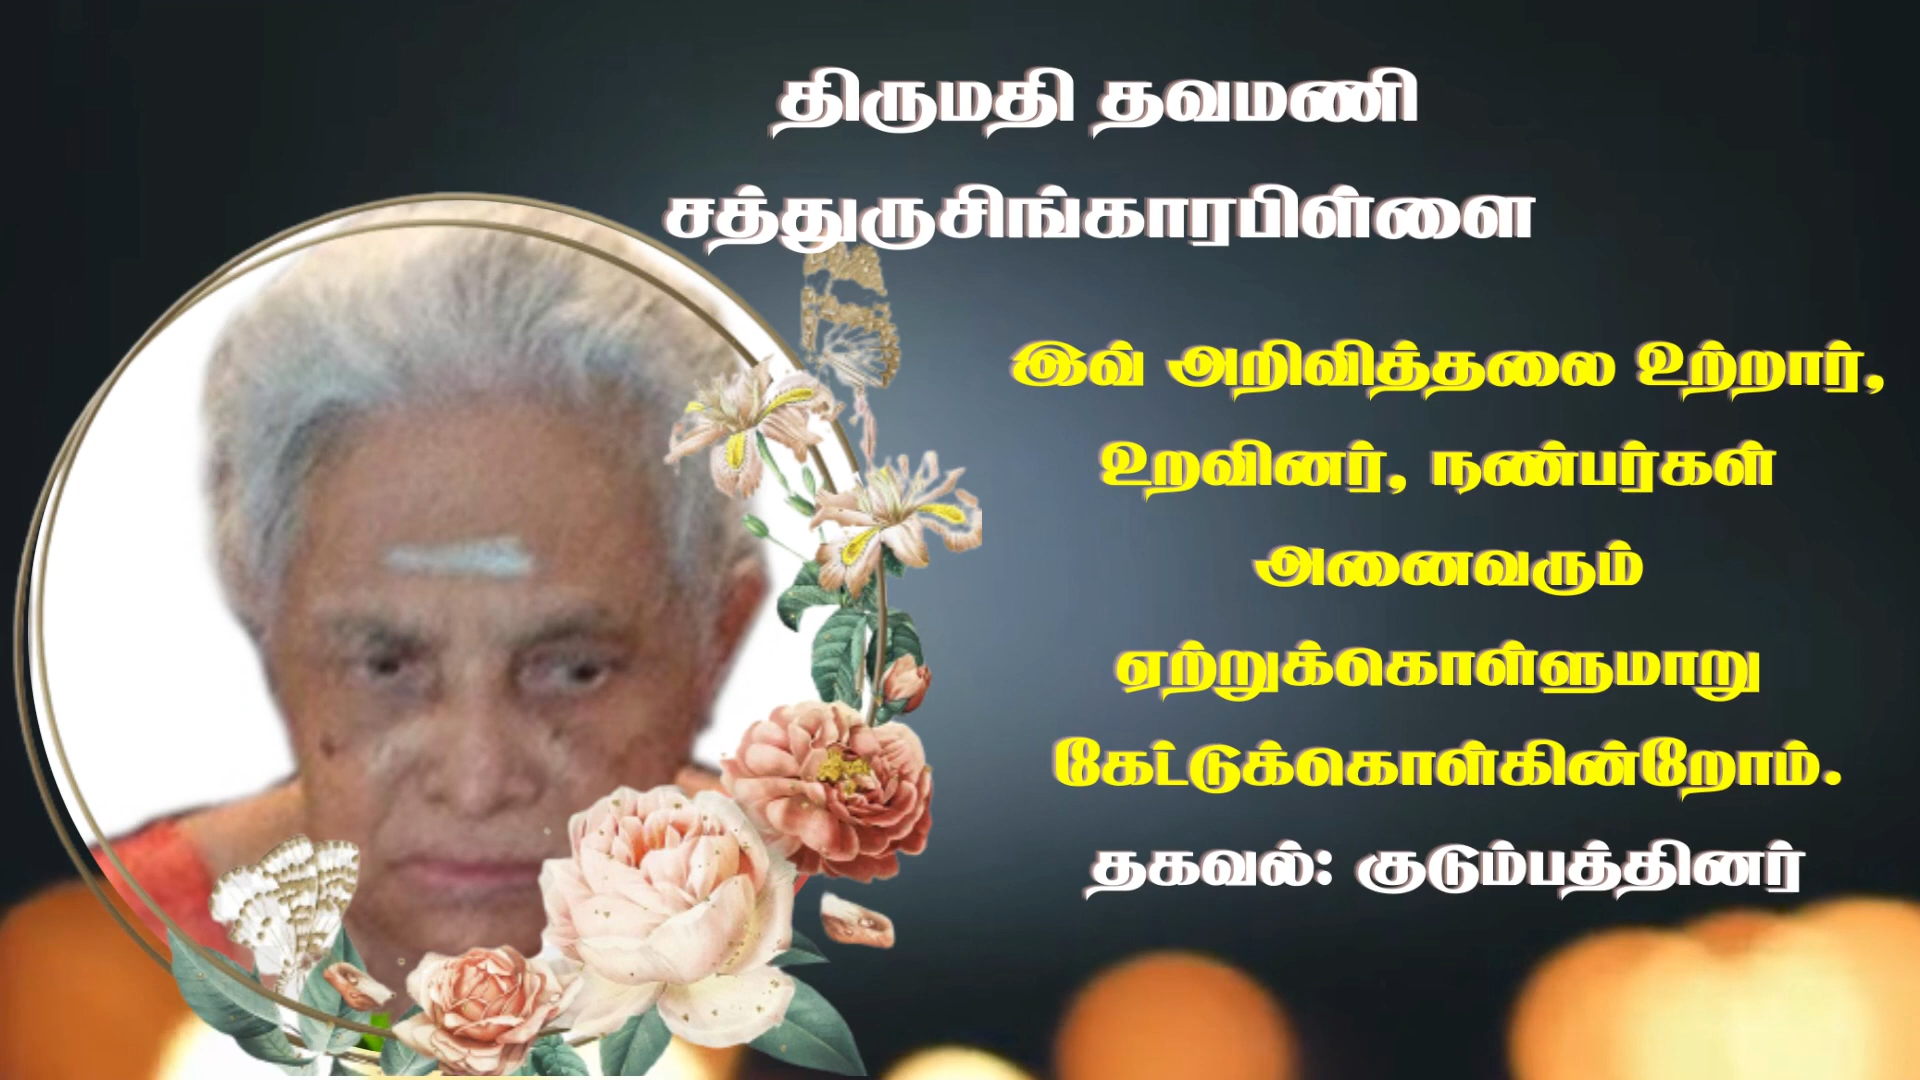 திருமதி தவமணி
சத்துருசிங்காரபிள்ளை
இவ் அறிவித்தலை உற்றார்,
உறவினர், நண்பர்கள்
அனைவரும்
ஏற்றுக்கொள்ளுமாறு
கேட்டுக்கொள்கின்றோம்.
தகவல்: குடும்பத்தினர்